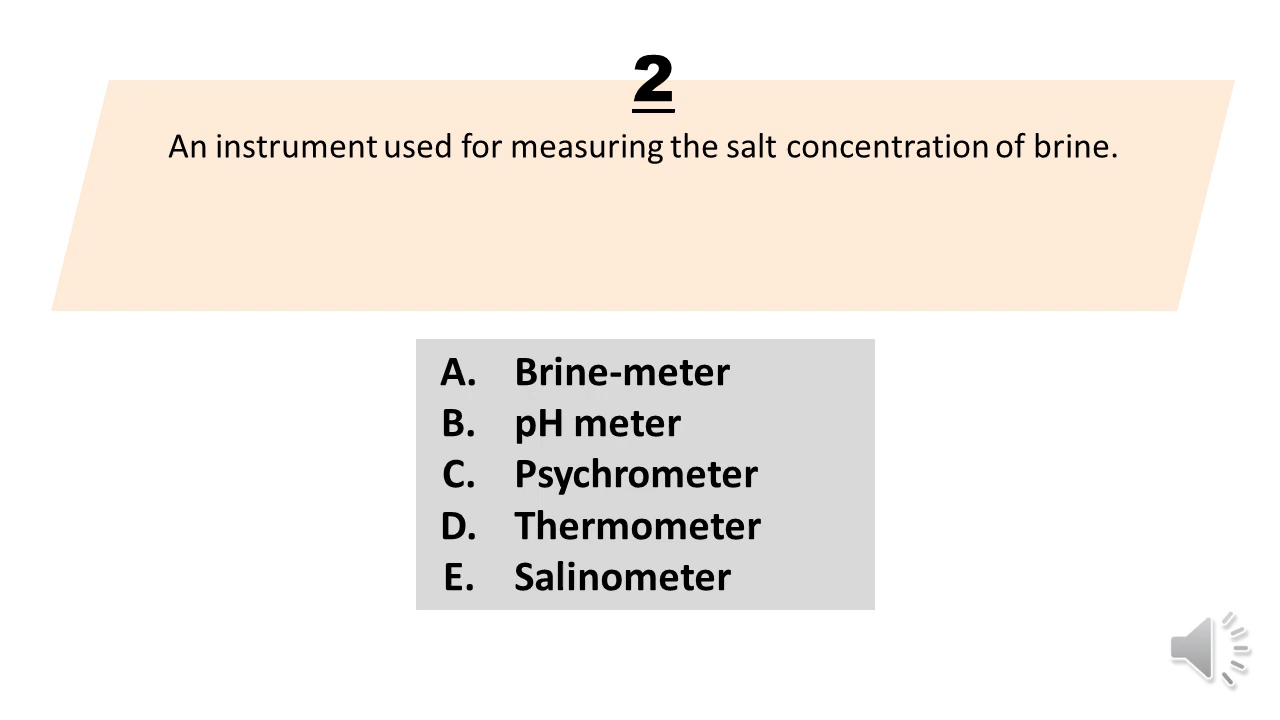 2
An instrument used for measuring the salt concentration of brine.
A. Brine-meter
B. pH meter
C. Psychrometer
D. Thermometer
E. Salinometer